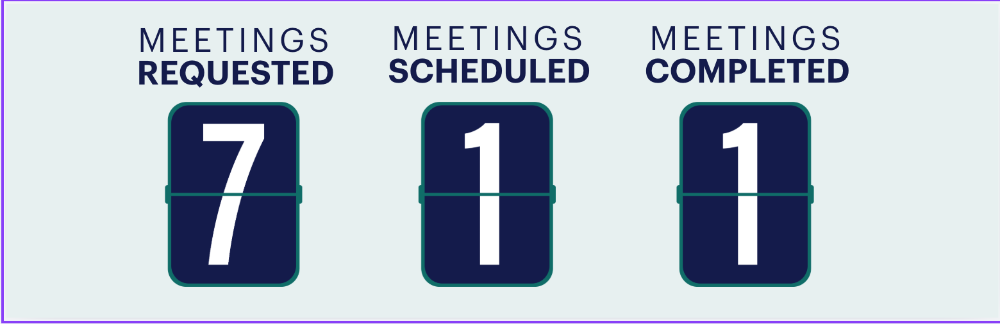 MEETINGS
REQUESTED
7
MEETINGS
SCHEDULED
1
MEETINGS
COMPLETED
1